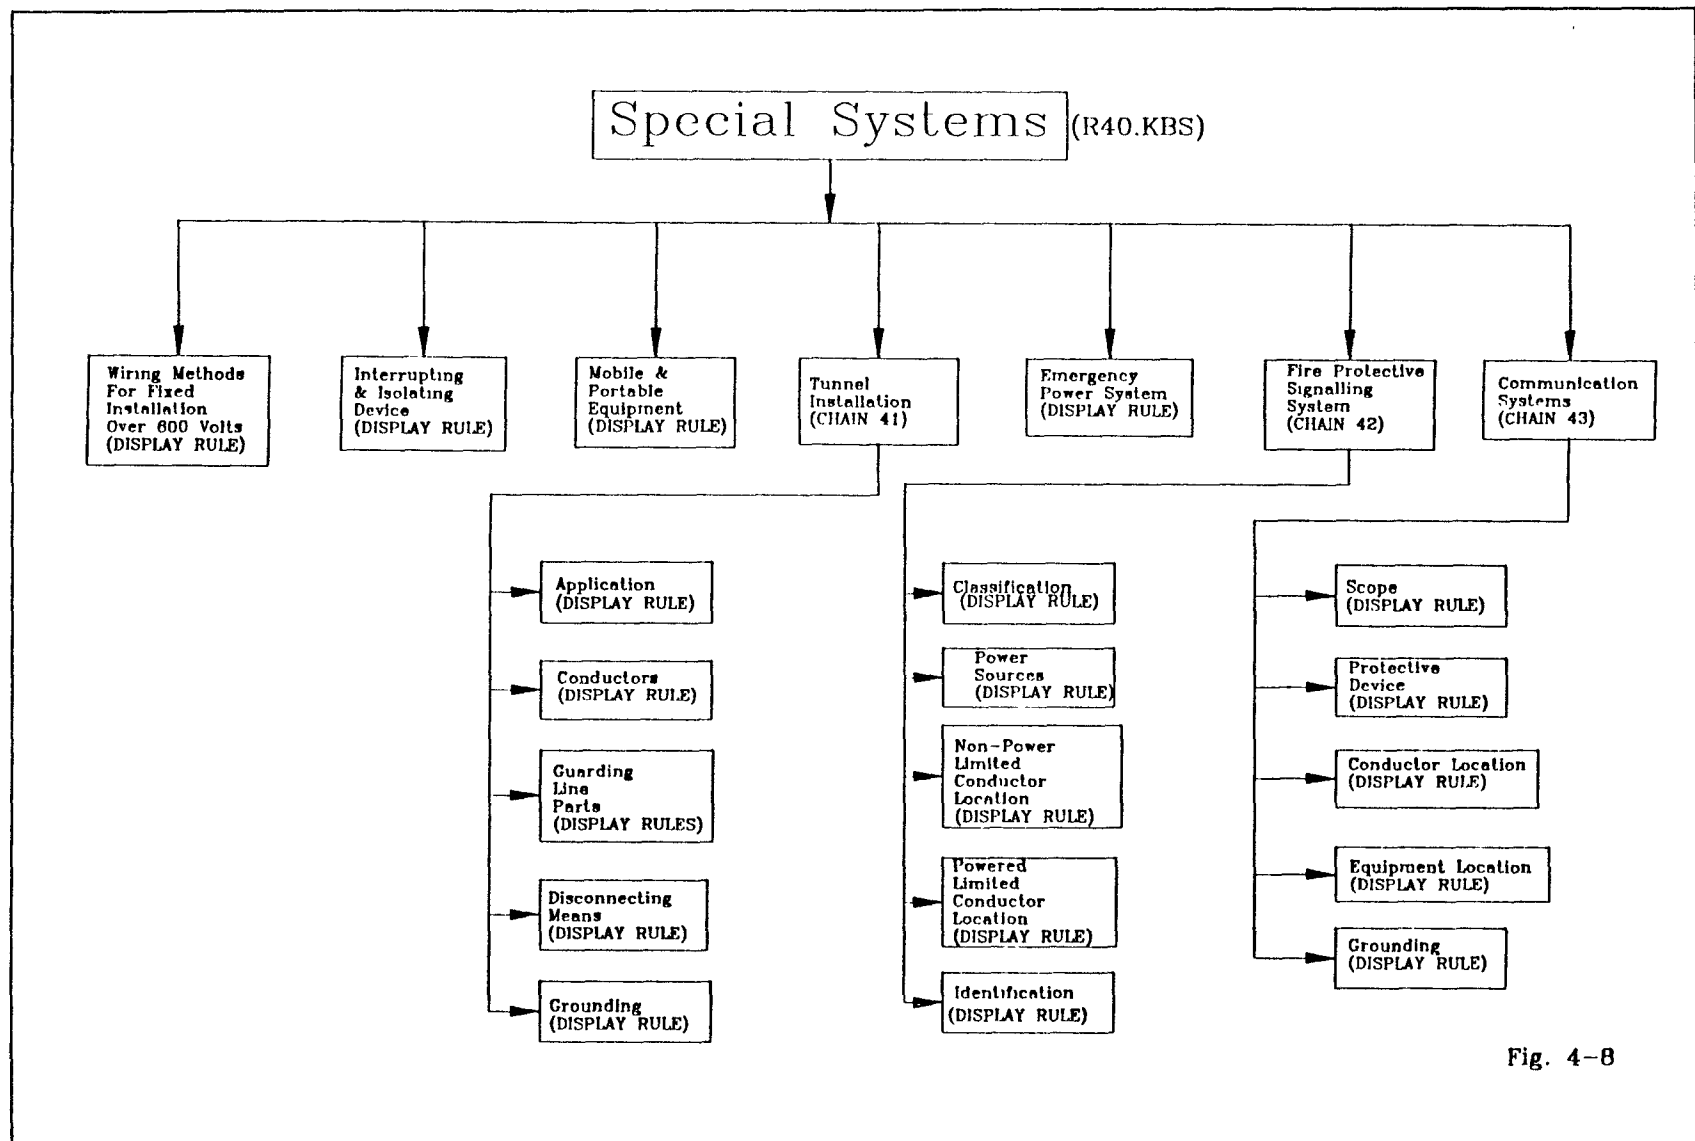 Special Systems (R40.KBS)
Wiring Methods
For Fixed
Installation
Over 600 Volts
(DISPLAY RULE)
Interrupting
& Isolating
Device
(DISPLAY RULE)
Mobile &
Portable
Equipment
(DISPLAY RULE)
Tunnel
Installation
(CHAIN 41)
Emergency
Power System
(DISPLAY RULE)
Fire Protective
Signalling
System
(CHAIN 42)
Communication
Systems
(CHAIN 43)
Application
(DISPLAY RULE)
Conductors
(DISPLAY RULE)
Guarding
Line
Parts
(DISPLAY RULES)
Disconnecting
Means
(DISPLAY RULE)
Grounding
(DISPLAY RULE)
Classification
(DISPLAY RULE)
Power
Sources
(DISPLAY RULE)
Non-Power
Limited
Conductor
Location
(DISPLAY RULE)
Powered
Limited
Conductor
Location
(DISPLAY RULE)
Identification
(DISPLAY RULE)
Scope
(DISPLAY RULE)
Protective
Device
(DISPLAY RULE)
Conductor Location
(DISPLAY RULE)
Equipment Location
(DISPLAY RULE)
Grounding
(DISPLAY RULE)
Fig. 4-8